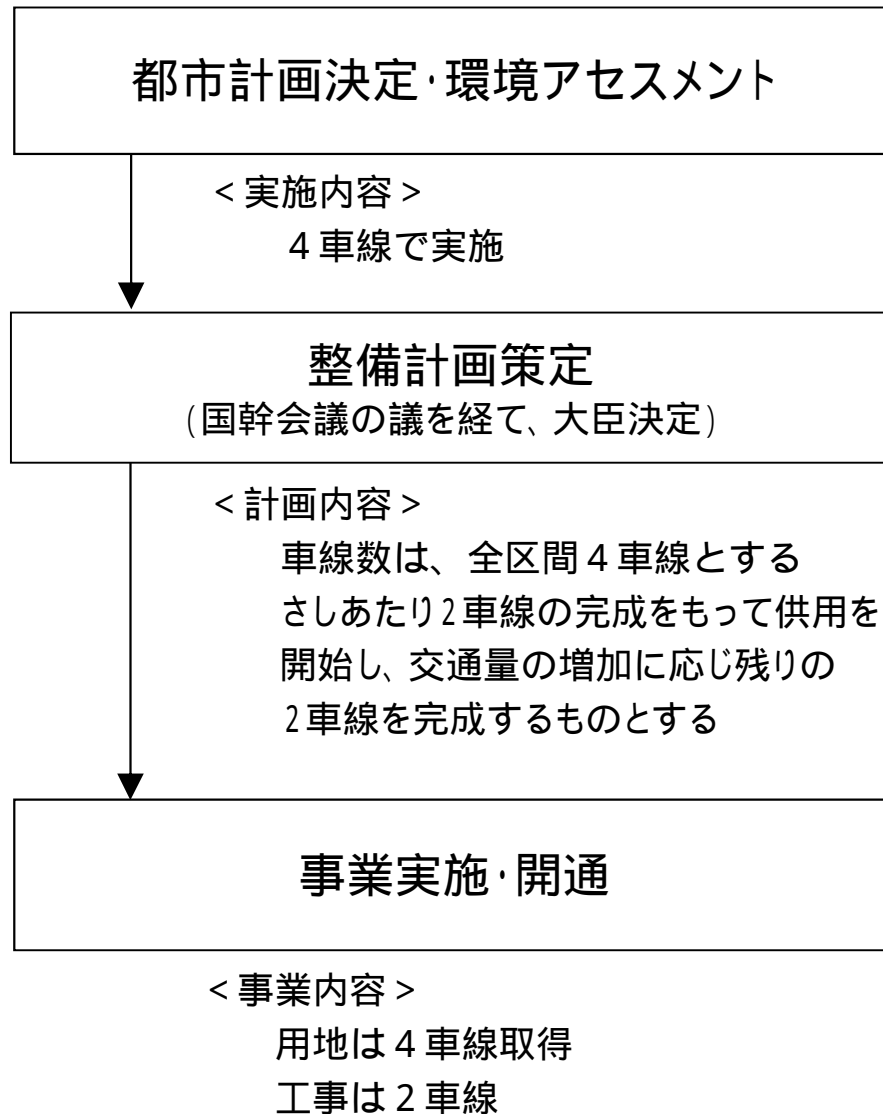 都市計画決定・環境アセスメント
<実施内容>
4車線で実施
整備計画策定
(国幹会議の議を経て、大臣決定)
<計画内容>
車線数は、全区間4車線とする
さしあたり2車線の完成をもって供用を
開始し、交通量の増加に応じ残りの
2車線を完成するものとする
事業実施・開通
<事業内容>
用地は4車線取得
工事は2車線